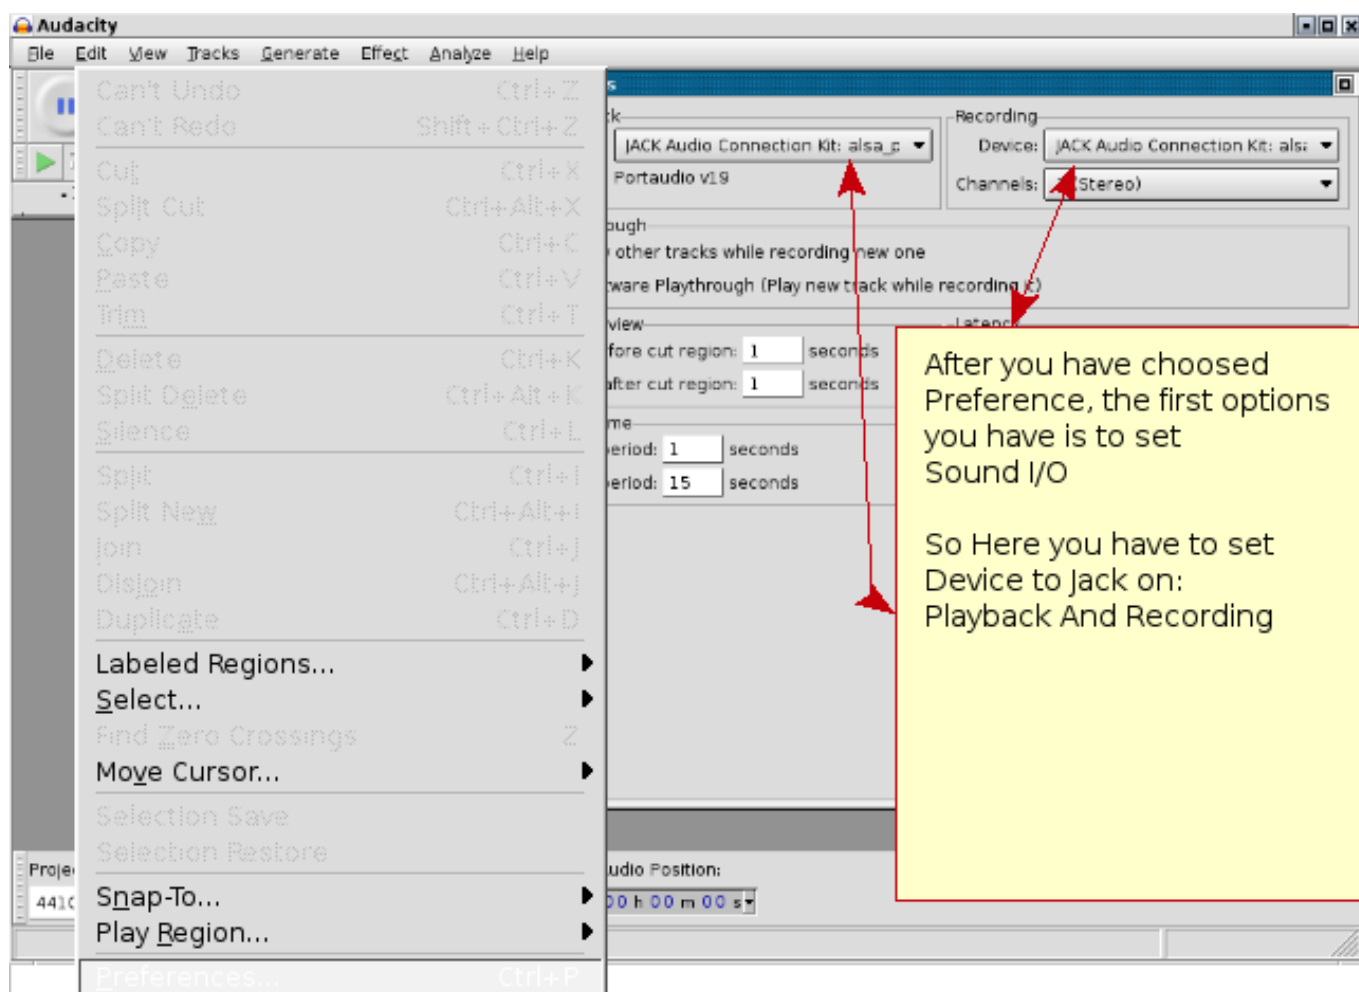 Audacity
File Edit View Tracks Generate Effect Analyze Help
Can't Undo Ctrl+Z
Can't Redo Shift+Ctrl+Z
Cut Ctrl+X
Split Cut Ctrl+Alt+X
Copy Ctrl+C
Paste Ctrl+V
Trim Ctrl+T
Delete Ctrl+K
Split Delete Ctrl+Alt+K
Silence Ctrl+L
Split Ctrl+I
Split New Ctrl+Alt+I
Join Ctrl+J
Disjoin Ctrl+Alt+J
Duplicate Ctrl+D
Labeled Regions...
Select...
Find Zero Crossings Z
Move Cursor...
Selection Save
Selection Restore
Snap-To...
Play Region...
Preferences... Ctrl+P
JACK Audio Connection Kit: alsa_p
Portaudio v19
Recording
Device: JACK Audio Connection Kit: als
Channels: (Stereo)
other tracks while recording new one
Playthrough (Play new track while recording it)
cut region: 1 seconds
after cut region: 1 seconds
period: 1 seconds
period: 15 seconds
Latency
After you have choosed
Preference, the first options
you have is to set
Sound I/O
So Here you have to set
Device to Jack on:
Playback And Recording
Audio Position:
00 h 00 m 00 s
4410